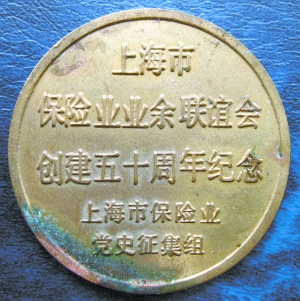 上海市
保险业业余联谊会
创建五十周年纪念
上海市保险业
党史征集组